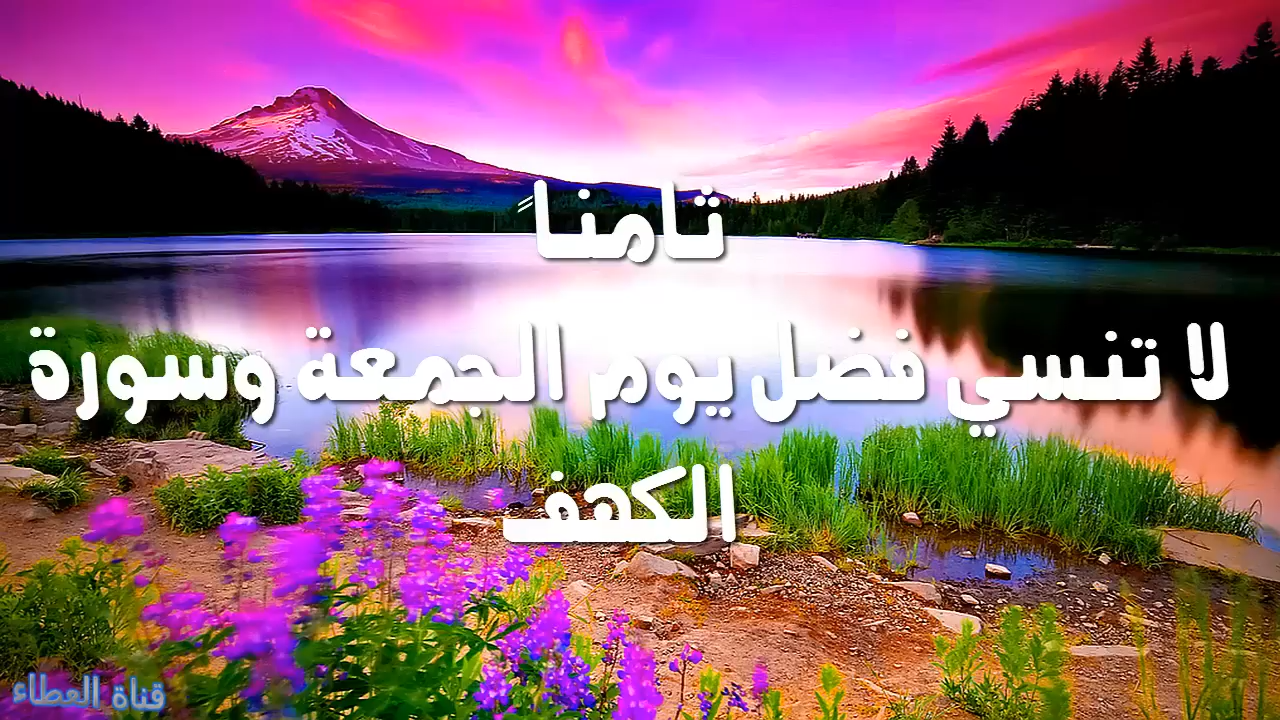 ثامناً
لا تنسي فضل يوم الجمعة وسورة
الكهف
قناة العطاء